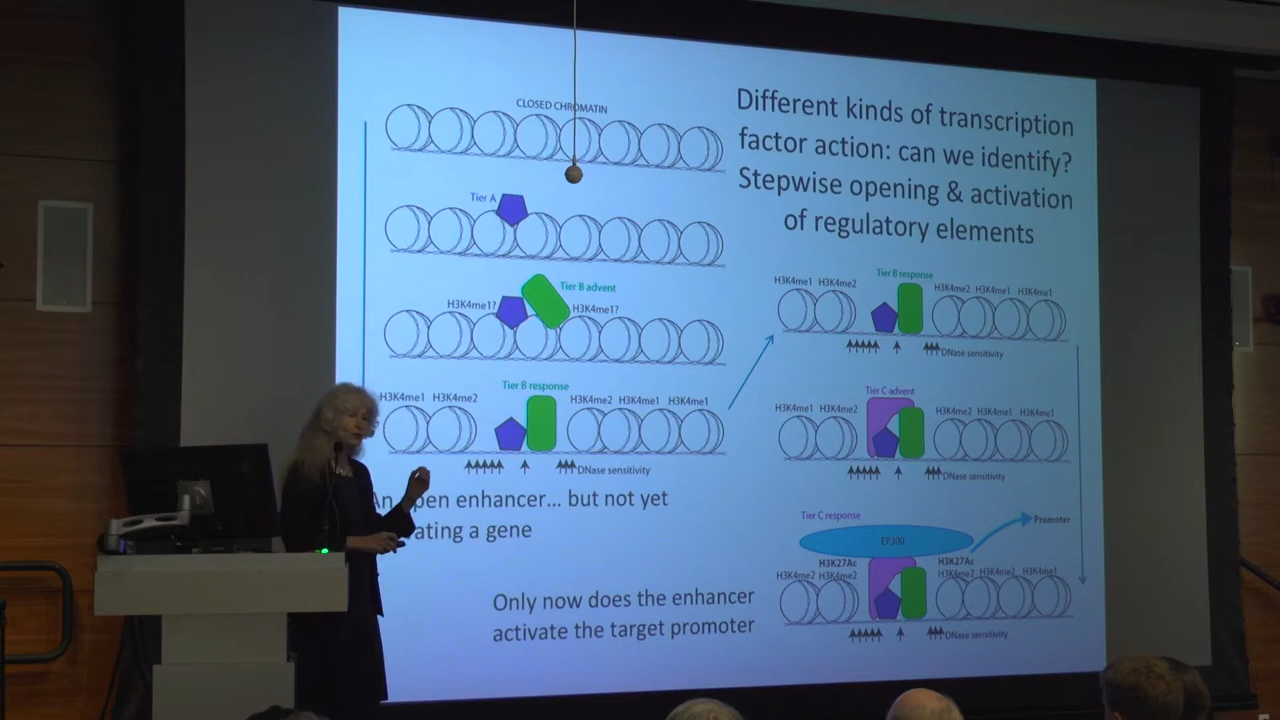 Different kinds of transcription
factor action: can we identify?
Stepwise opening & activation
of regulatory elements
CLOSED CHROMATIN
Tier A
Tier B advent
H3K4me1?
H3K4me1?
Tier B response
H3K4me1 H3K4me2
H3K4me2 H3K4me1 H3K4me1
DNase sensitivity
open enhancer... but not yet
a gene
Tier B response
H3K4me1 H3K4me2
H3K4me2 H3K4me1 H3K4me1
DNase sensitivity
Tier C advent
H3K4me1 H3K4me2
H3K4me2 H3K4me1 H3K4me1
DNase sensitivity
Tier C response
EP300
Promoter
H3K27Ac
H3K27Ac
H3K4me2 H3K4me2
H3K4me2 H3K4me2 H3K4me1
DNase sensitivity
Only now does the enhancer
activate the target promoter